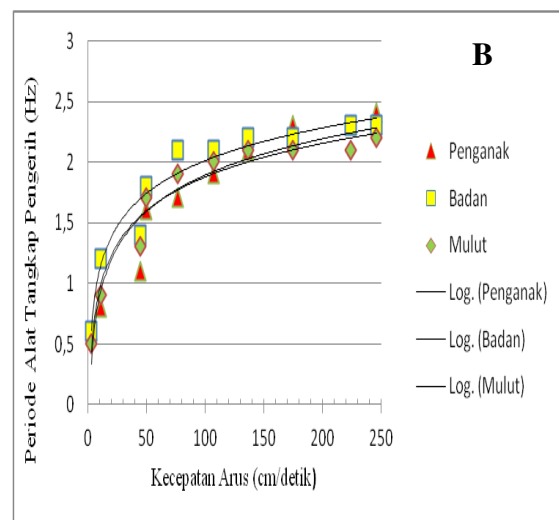 B
Periode Alat Tangkap Pengerih (Hz)
3
2,5
2
1,5
1
0,5
0
0
50
100
150
200
250
Kecepatan Arus (cm/detik)
Penganak
Badan
Mulut
Log. (Penganak)
Log. (Badan)
Log. (Mulut)